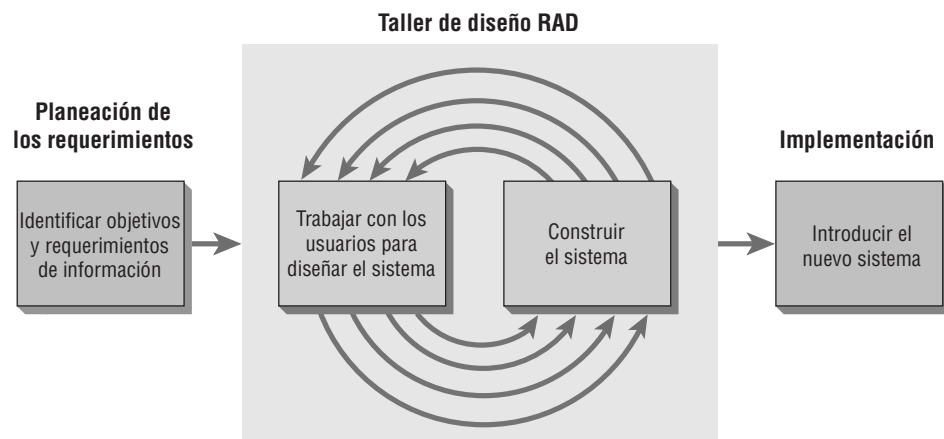 Taller de diseño RAD
Planeación de
los requerimientos
Identificar objetivos
y requerimientos
de información
Trabajar con los
usuarios para
diseñar el sistema
Construir
el sistema
Implementación
Introducir el
nuevo sistema